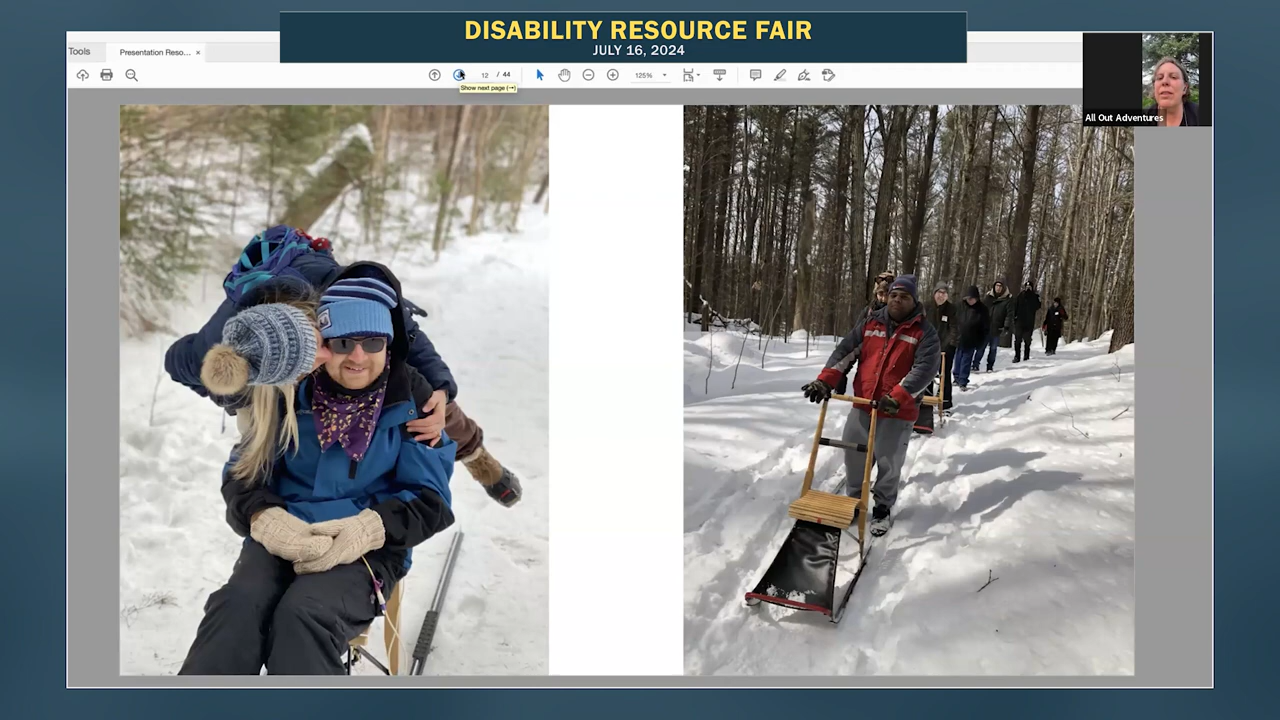 DISABILITY RESOURCE FAIR
JULY 16, 2024
Tools
Presentation Reso... ×
12 / 44
125%
Show next page (→)
All Out Adventures